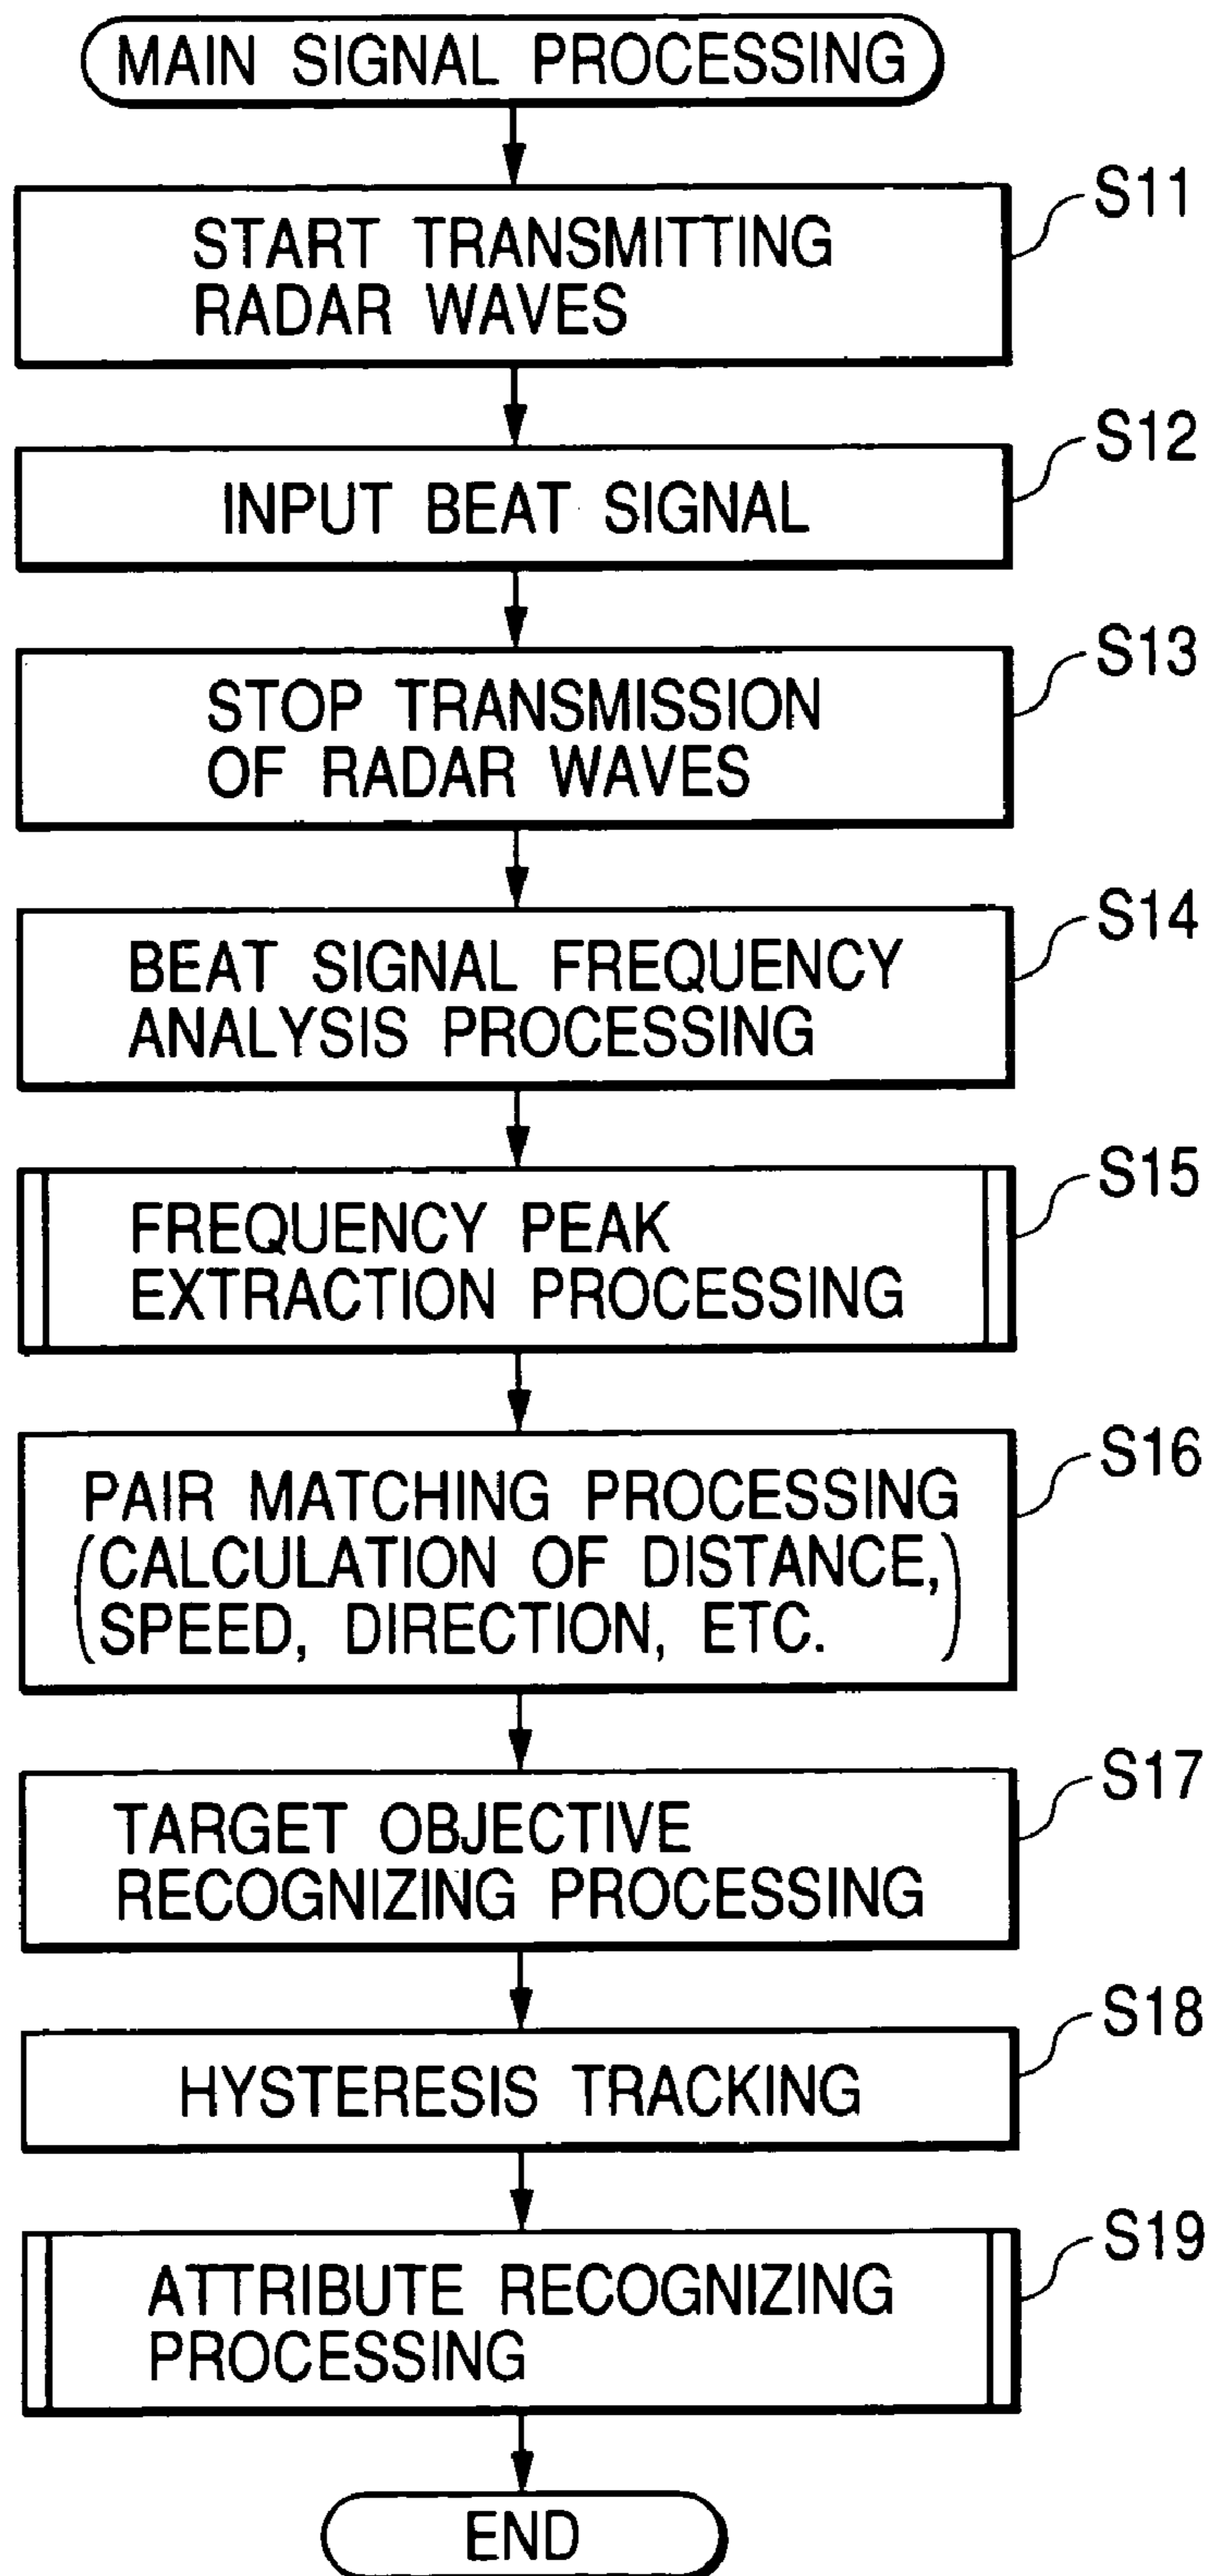 MAIN SIGNAL PROCESSING
S11
START TRANSMITTING
RADAR WAVES
S12
INPUT BEAT SIGNAL
S13
STOP TRANSMISSION
OF RADAR WAVES
S14
BEAT SIGNAL FREQUENCY
ANALYSIS PROCESSING
S15
FREQUENCY PEAK
EXTRACTION PROCESSING
S16
PAIR MATCHING PROCESSING
(CALCULATION OF DISTANCE,
SPEED, DIRECTION, ETC.)
S17
TARGET OBJECTIVE
RECOGNIZING PROCESSING
S18
HYSTERESIS TRACKING
S19
ATTRIBUTE RECOGNIZING
PROCESSING
END